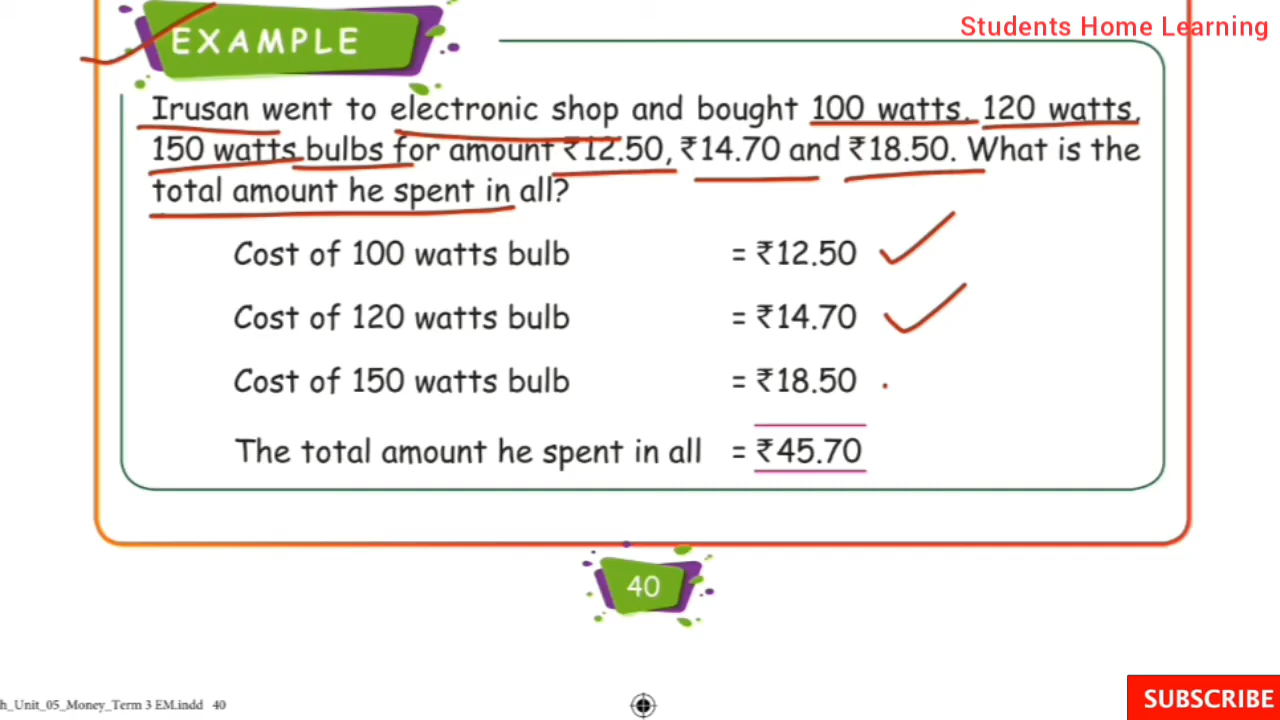 Students Home Learning
EXAMPLE
Irusan went to electronic shop and bought 100 watts, 120 watts,
150 watts bulbs for amount ₹12.50, ₹14.70 and ₹18.50. What is the
total amount he spent in all?
Cost of 100 watts bulb = ₹12.50
Cost of 120 watts bulb = ₹14.70
Cost of 150 watts bulb = ₹18.50
The total amount he spent in all = ₹45.70
40
h_Unit_05_Money_Term 3 EM.indd 40
SUBSCRIBE